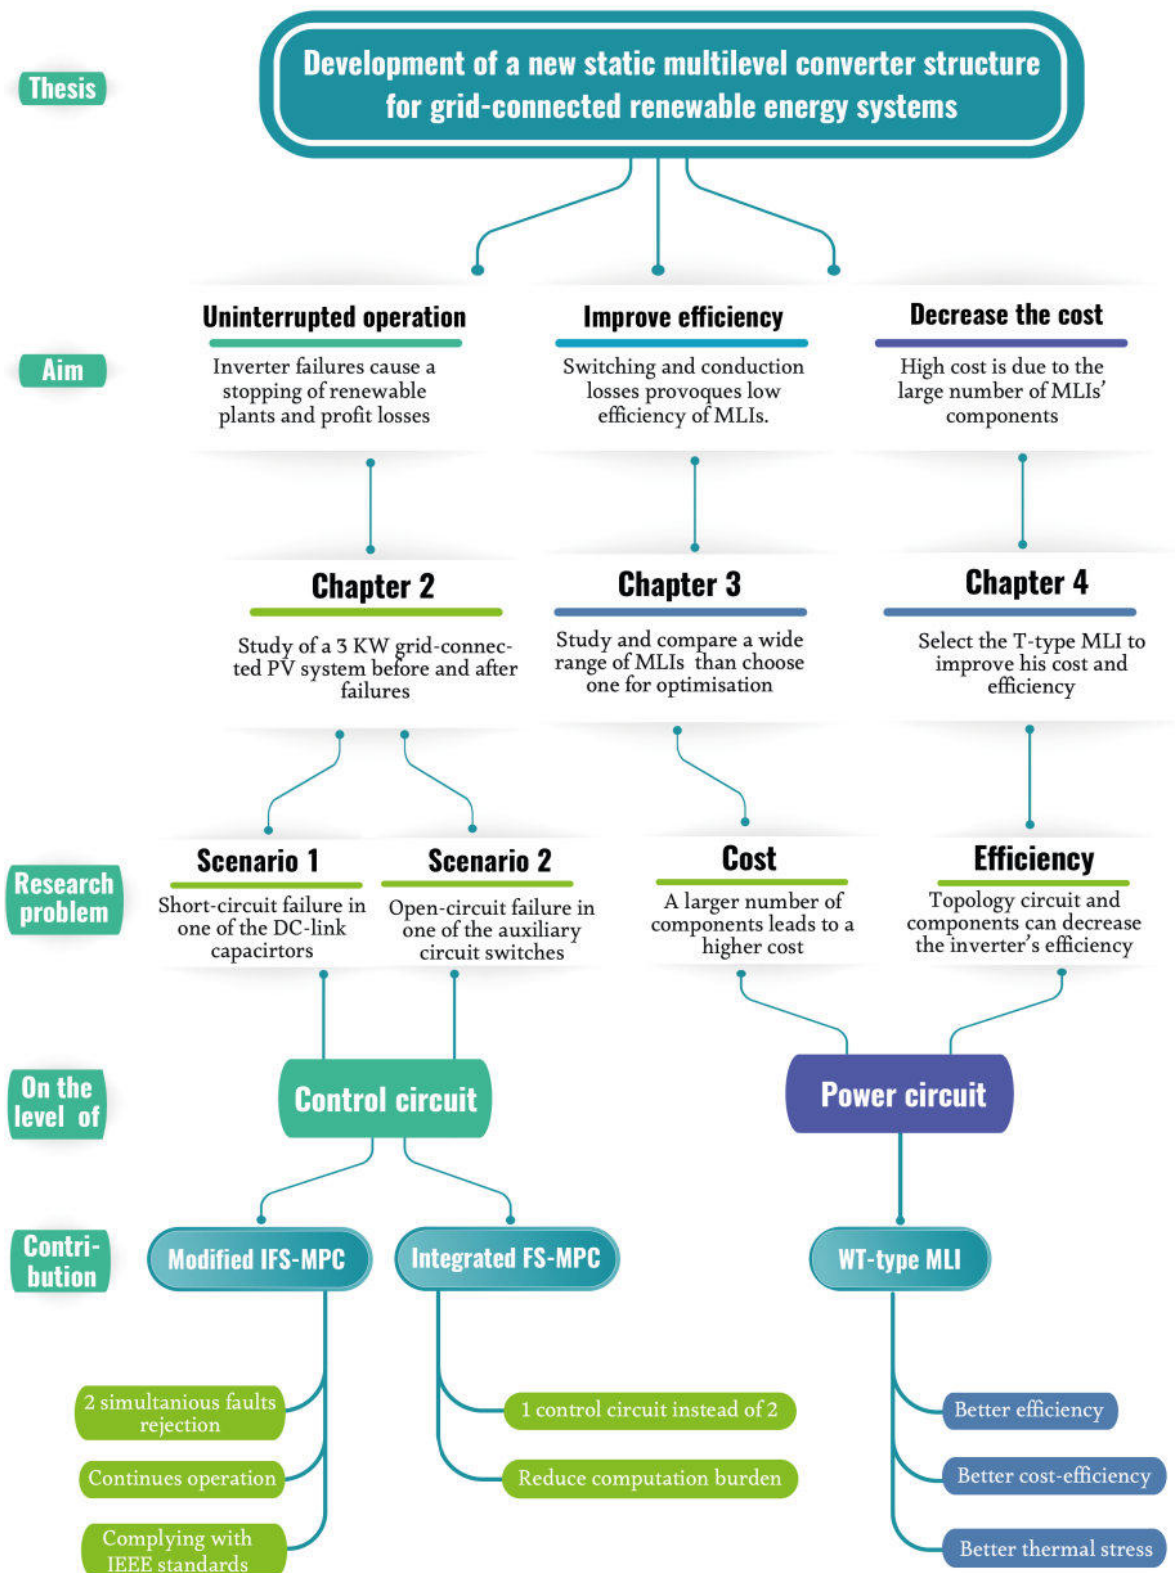 Thesis
Development of a new static multilevel converter structure
for grid-connected renewable energy systems
Aim
Uninterrupted operation
Inverter failures cause a
stopping of renewable
plants and profit losses
Improve efficiency
Switching and conduction
losses provoques low
efficiency of MLIs.
Decrease the cost
High cost is due to the
large number of MLIs'
components
Chapter 2
Study of a 3 KW grid-connec-
ted PV system before and after
failures
Chapter 3
Study and compare a wide
range of MLIs than choose
one for optimisation
Chapter 4
Select the T-type MLI to
improve his cost and
efficiency
Research
problem
Scenario 1
Short-circuit failure in
one of the DC-link
capacirtors
Scenario 2
Open-circuit failure in
one of the auxiliary
circuit switches
Cost
A larger number of
components leads to a
higher cost
Efficiency
Topology circuit and
components can decrease
the inverter's efficiency
On the
level of
Control circuit
Power circuit
Contri-
bution
Modified IFS-MPC
Integrated FS-MPC
WT-type MLI
2 simultanious faults
rejection
Continues operation
Complying with
IEEE standards
1 control circuit instead of 2
Reduce computation burden
Better efficiency
Better cost-efficiency
Better thermal stress